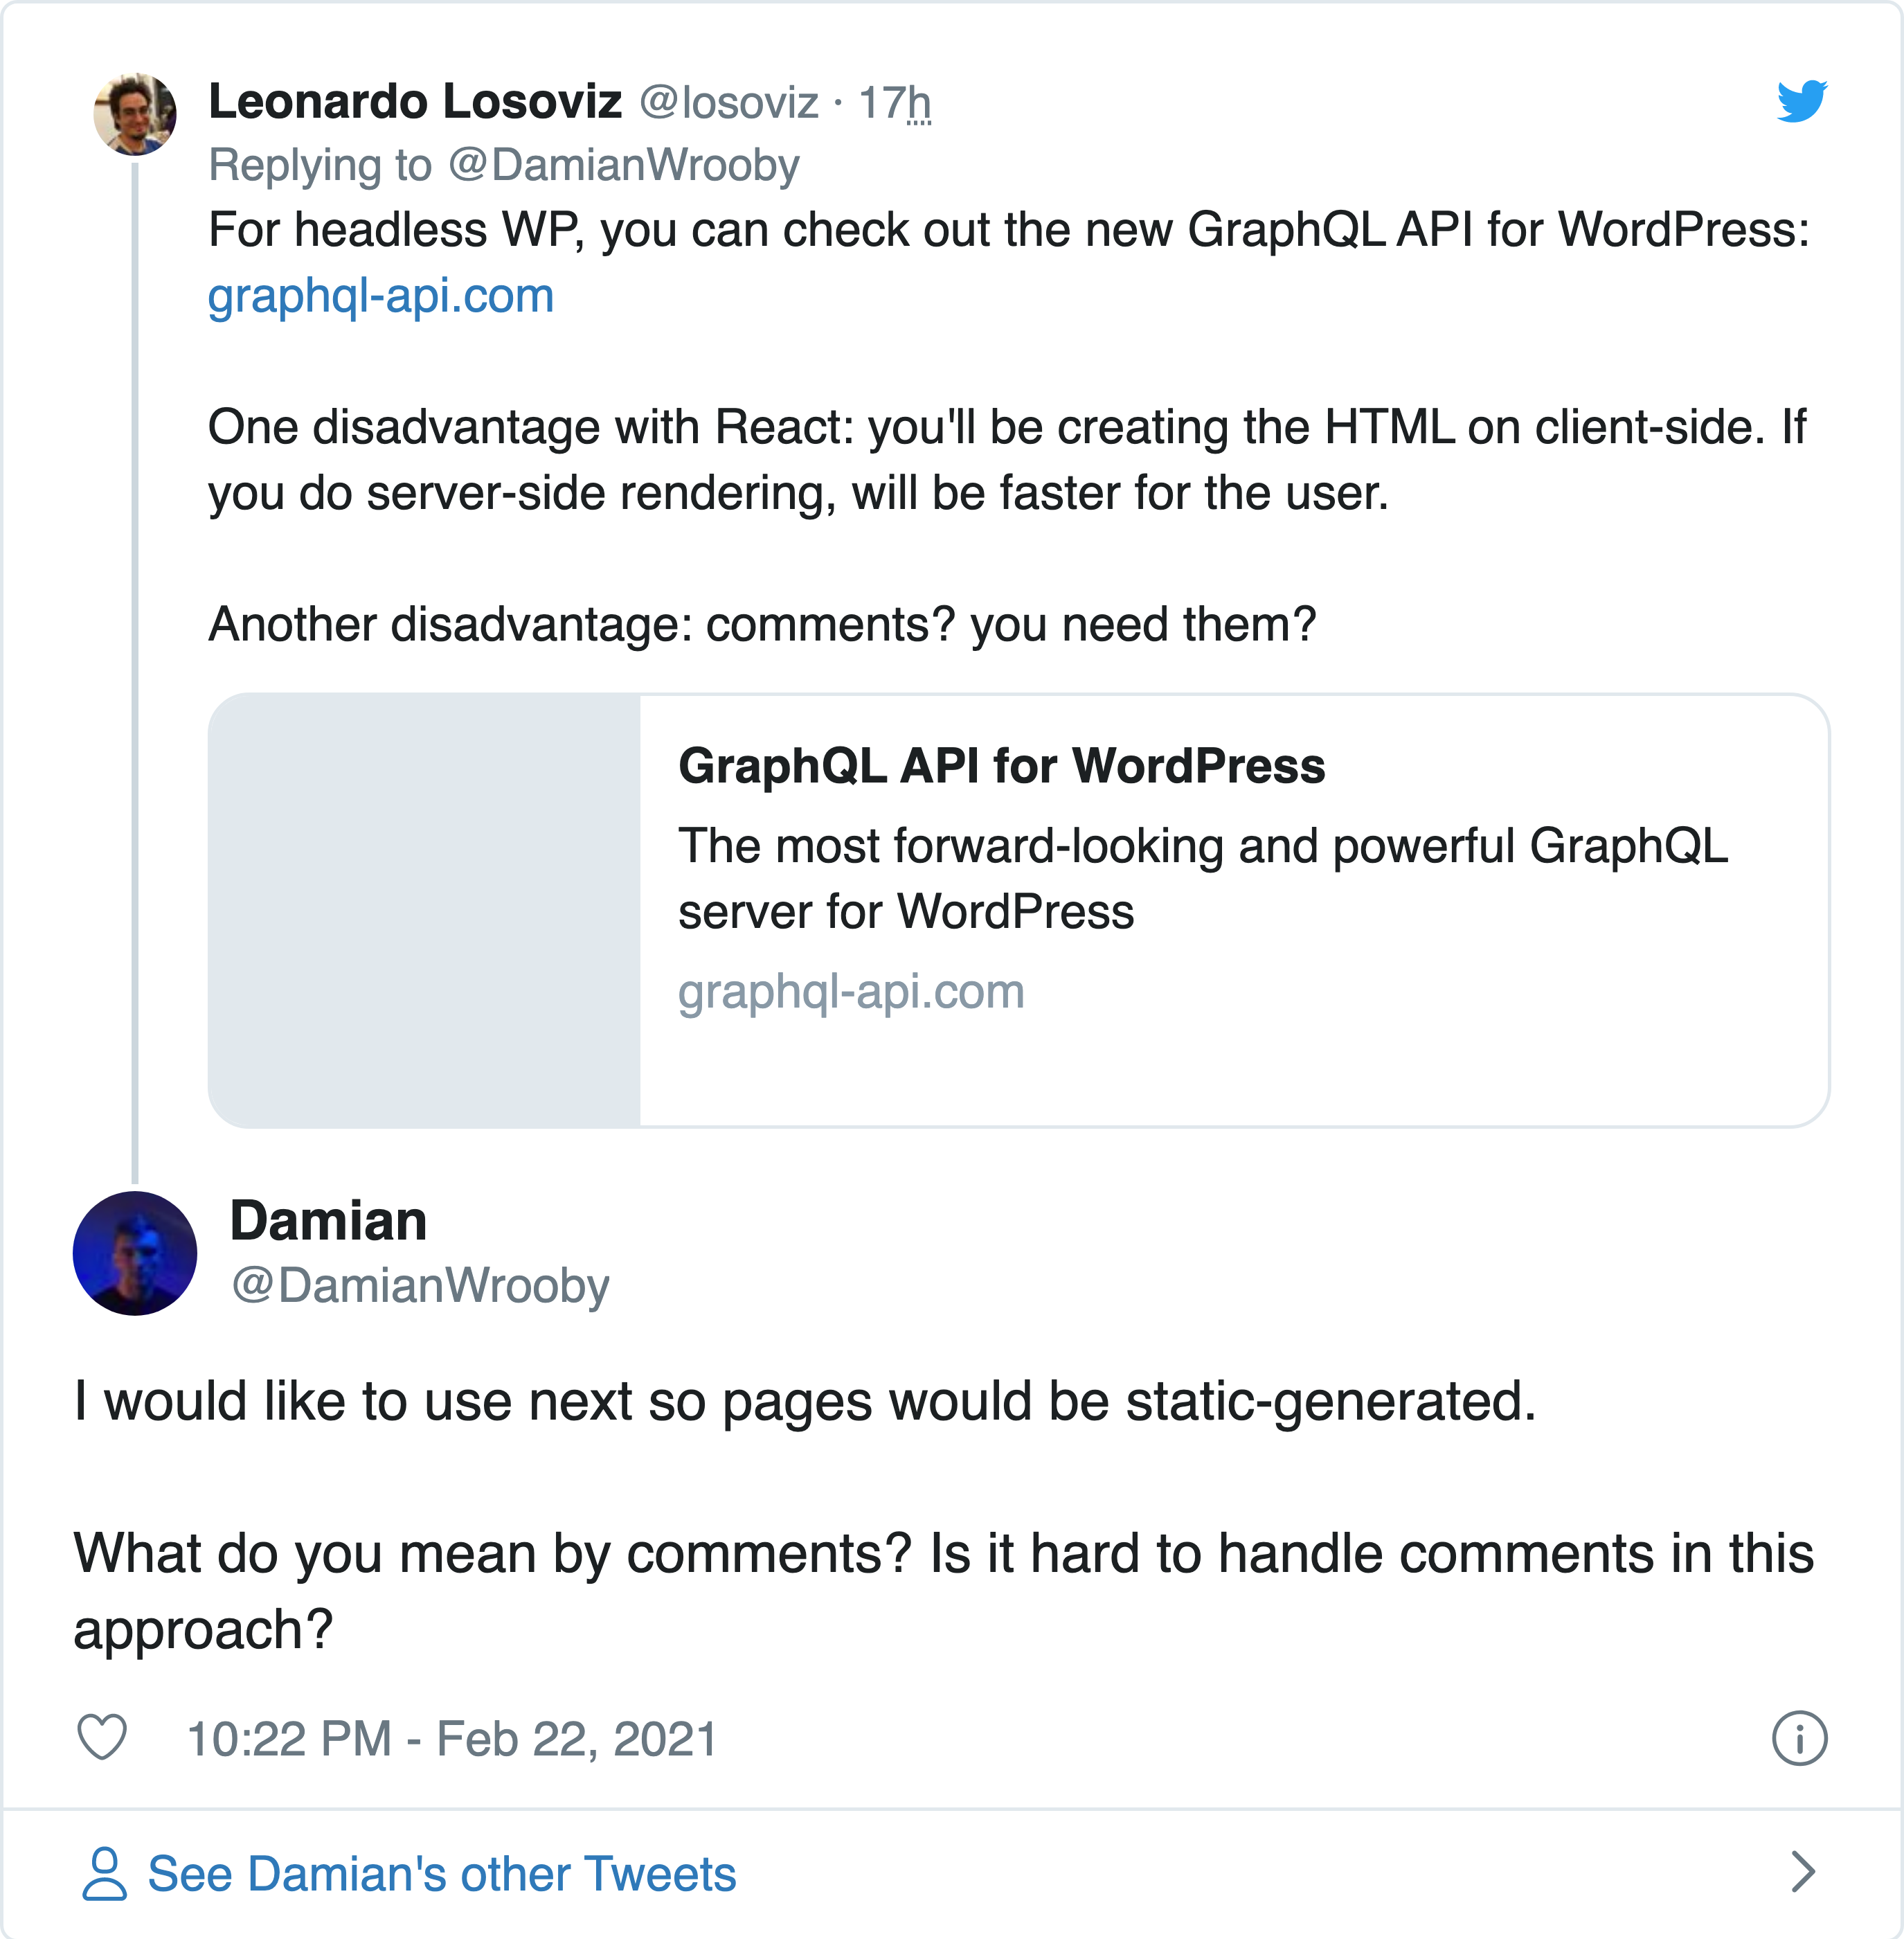 Leonardo Losoviz @losoviz · 17h
Replying to @DamianWrooby
For headless WP, you can check out the new GraphQL API for WordPress:
graphql-api.com
One disadvantage with React: you'll be creating the HTML on client-side. If
you do server-side rendering, will be faster for the user.
Another disadvantage: comments? you need them?
GraphQL API for WordPress
The most forward-looking and powerful GraphQL
server for WordPress
graphql-api.com
Damian
@DamianWrooby
I would like to use next so pages would be static-generated.
What do you mean by comments? Is it hard to handle comments in this
approach?
10:22 PM - Feb 22, 2021
See Damian's other Tweets